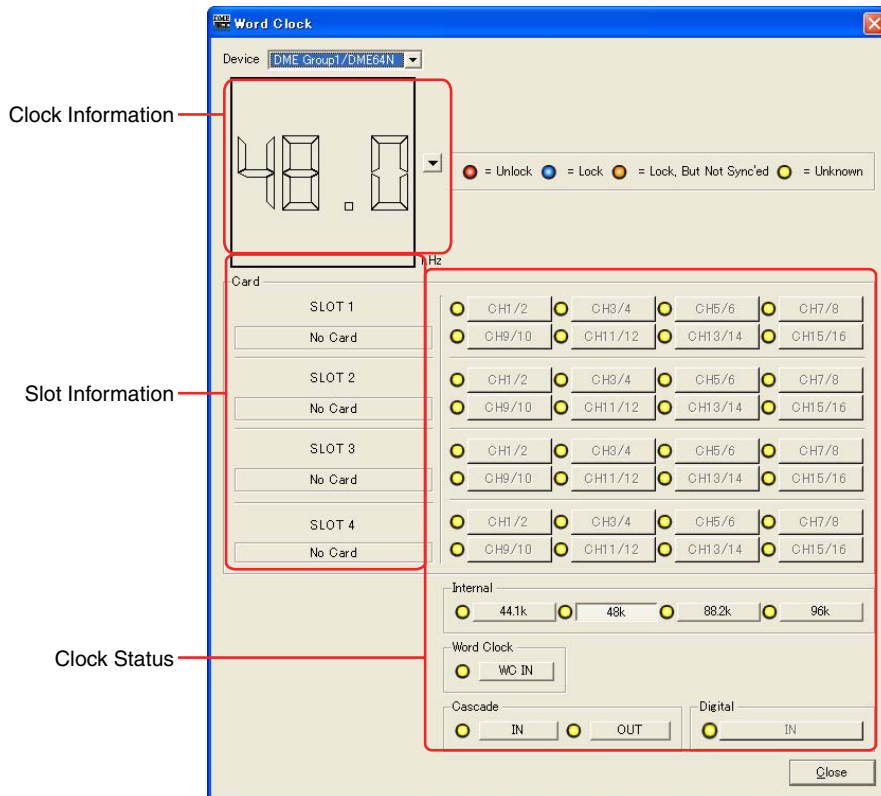 DME Word Clock
Device DME Group1/DME64N
Clock Information
48.0
= Unlock = Lock = Lock, But Not Sync'ed = Unknown
Card
SLOT 1
CH1/2 CH3/4 CH5/6 CH7/8
No Card
CH9/10 CH11/12 CH13/14 CH15/16
Slot Information
SLOT 2
CH1/2 CH3/4 CH5/6 CH7/8
No Card
CH9/10 CH11/12 CH13/14 CH15/16
SLOT 3
CH1/2 CH3/4 CH5/6 CH7/8
No Card
CH9/10 CH11/12 CH13/14 CH15/16
SLOT 4
CH1/2 CH3/4 CH5/6 CH7/8
No Card
CH9/10 CH11/12 CH13/14 CH15/16
Internal
44.1k 48k 88.2k 96k
Clock Status
Word Clock
WC IN
Cascade
IN OUT
Digital
IN
Close